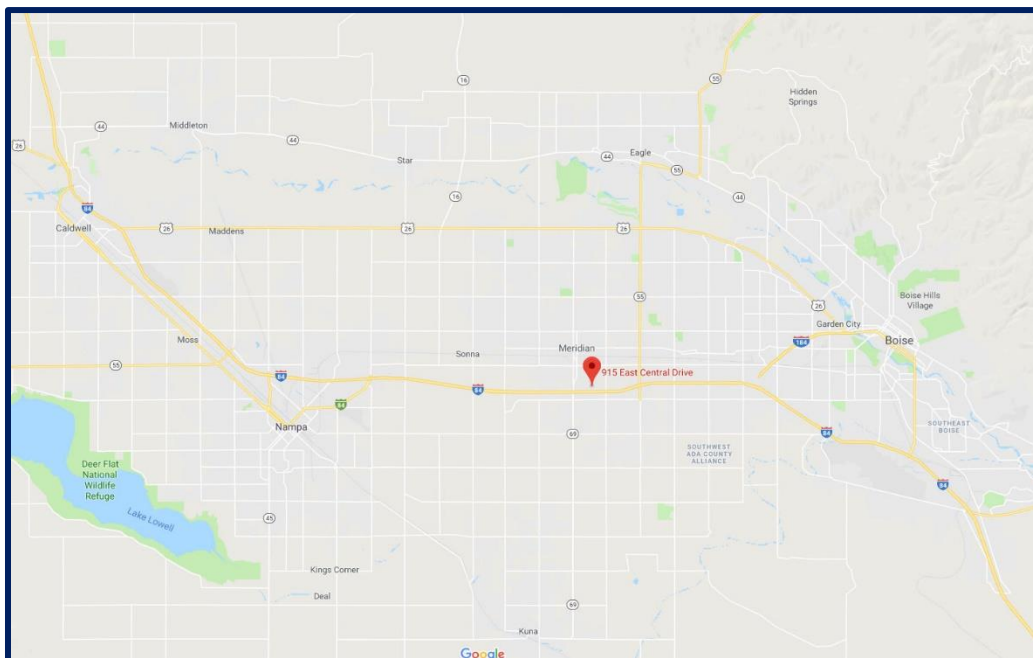 55
Hidden
Springs
16
44
Middleton
26
44
Star
44
Eagle
55
55
44
84
16
Caldwell
26
Maddens
26
26
55
26
Boise Hills
Village
Garden City
184
Boise
Moss
Sonna
Meridian
55
84
915 East Central Drive
84
84
84
Nampa
69
84
SOUTHEAST
BOISE
SOUTHWEST
ADA COUNTY
ALLIANCE
Deer Flat
National
Wildlife
Refuge
84
Lake Lowell
45
Kings Corner
Deal
69
Kuna
Google